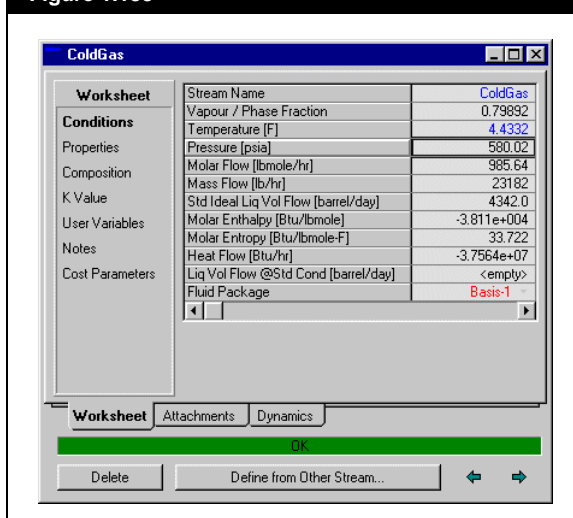 ColdGas
Worksheet
Conditions
Properties
Composition
K Value
User Variables
Notes
Cost Parameters
Stream Name ColdGas
Vapour / Phase Fraction 0.79892
Temperature [F] 4.4332
Pressure [psia] 580.02
Molar Flow [lbmole/hr] 985.64
Mass Flow [lb/hr] 23182
Std Ideal Liq Vol Flow [barrel/day] 4342.0
Molar Enthalpy [Btu/lbmole] -3.811e+004
Molar Entropy [Btu/lbmole-F] 33.722
Heat Flow [Btu/hr] -3.7564e+07
Liq Vol Flow @Std Cond [barrel/day] <empty>
Fluid Package Basis-1
Worksheet Attachments Dynamics
OK
Delete Define from Other Stream...